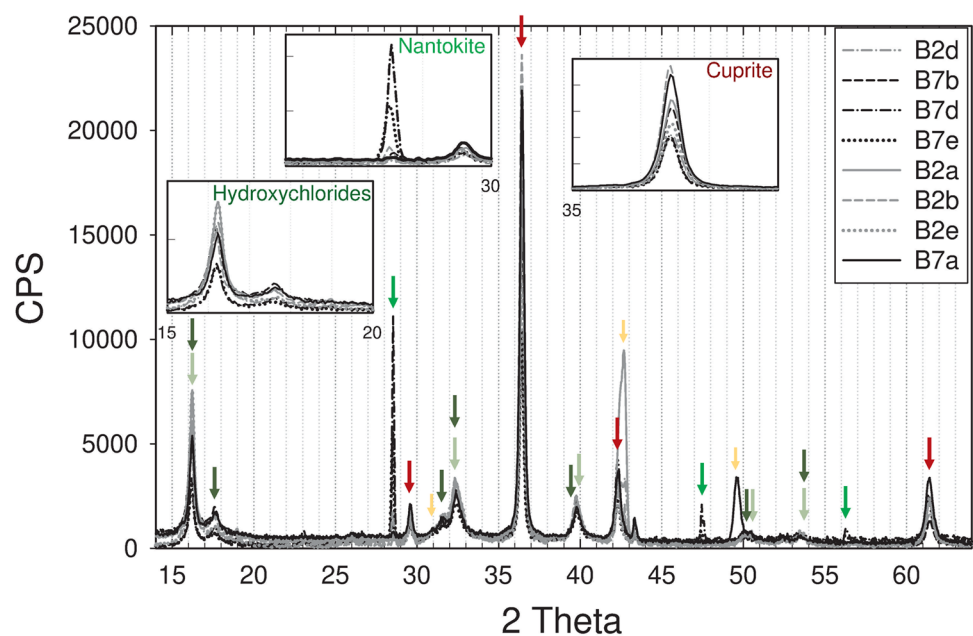 25000
20000
15000
10000
5000
0
CPS
Nantokite
30
Cuprite
35
Hydroxychlorides
15 20
B2d
B7b
B7d
B7e
B2a
B2b
B2e
B7a
15 20 25 30 35 40 45 50 55 60
2 Theta